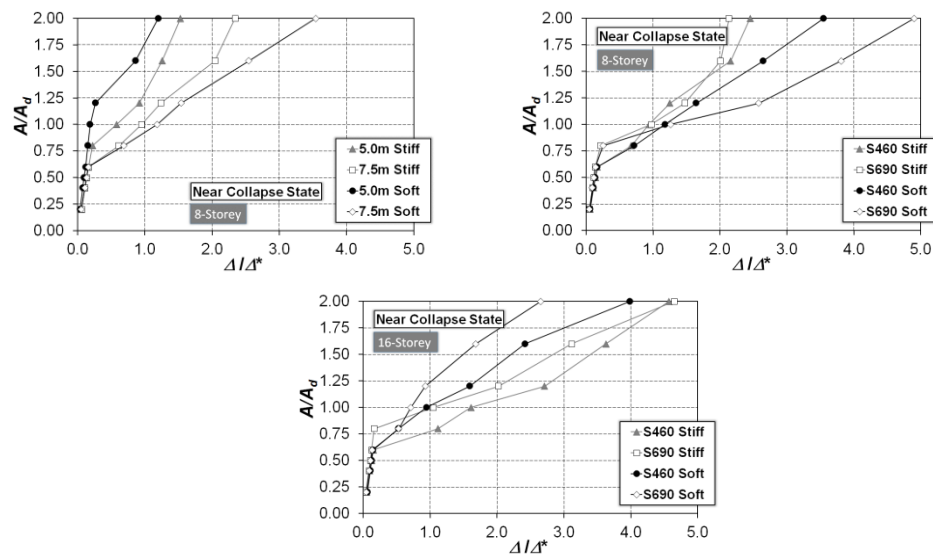 2.00
1.75
1.50
1.25
1.00
0.75
0.50
0.25
0.00
A/A_d
0.0 1.0 2.0 3.0 4.0 5.0
Δ/Δ*
5.0m Stiff
7.5m Stiff
5.0m Soft
7.5m Soft
Near Collapse State
8-Storey
2.00
1.75
1.50
1.25
1.00
0.75
0.50
0.25
0.00
A/A_d
0.0 1.0 2.0 3.0 4.0 5.0
Δ/Δ*
Near Collapse State
8-Storey
S460 Stiff
S690 Stiff
S460 Soft
S690 Soft
2.00
1.75
1.50
1.25
1.00
0.75
0.50
0.25
0.00
A/A_d
0.0 1.0 2.0 3.0 4.0 5.0
Δ/Δ*
Near Collapse State
16-Storey
S460 Stiff
S690 Stiff
S460 Soft
S690 Soft